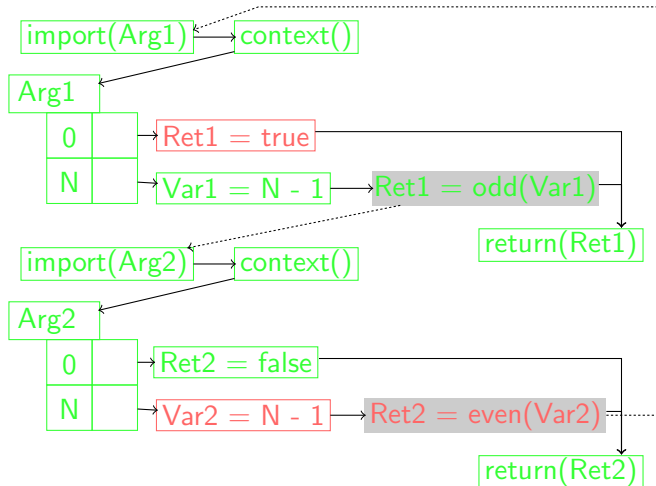 import(Arg1) context()
Arg1
0 Ret1 = true
N Var1 = N - 1 Ret1 = odd(Var1)
return(Ret1)
import(Arg2) context()
Arg2
0 Ret2 = false
N Var2 = N - 1 Ret2 = even(Var2)
return(Ret2)